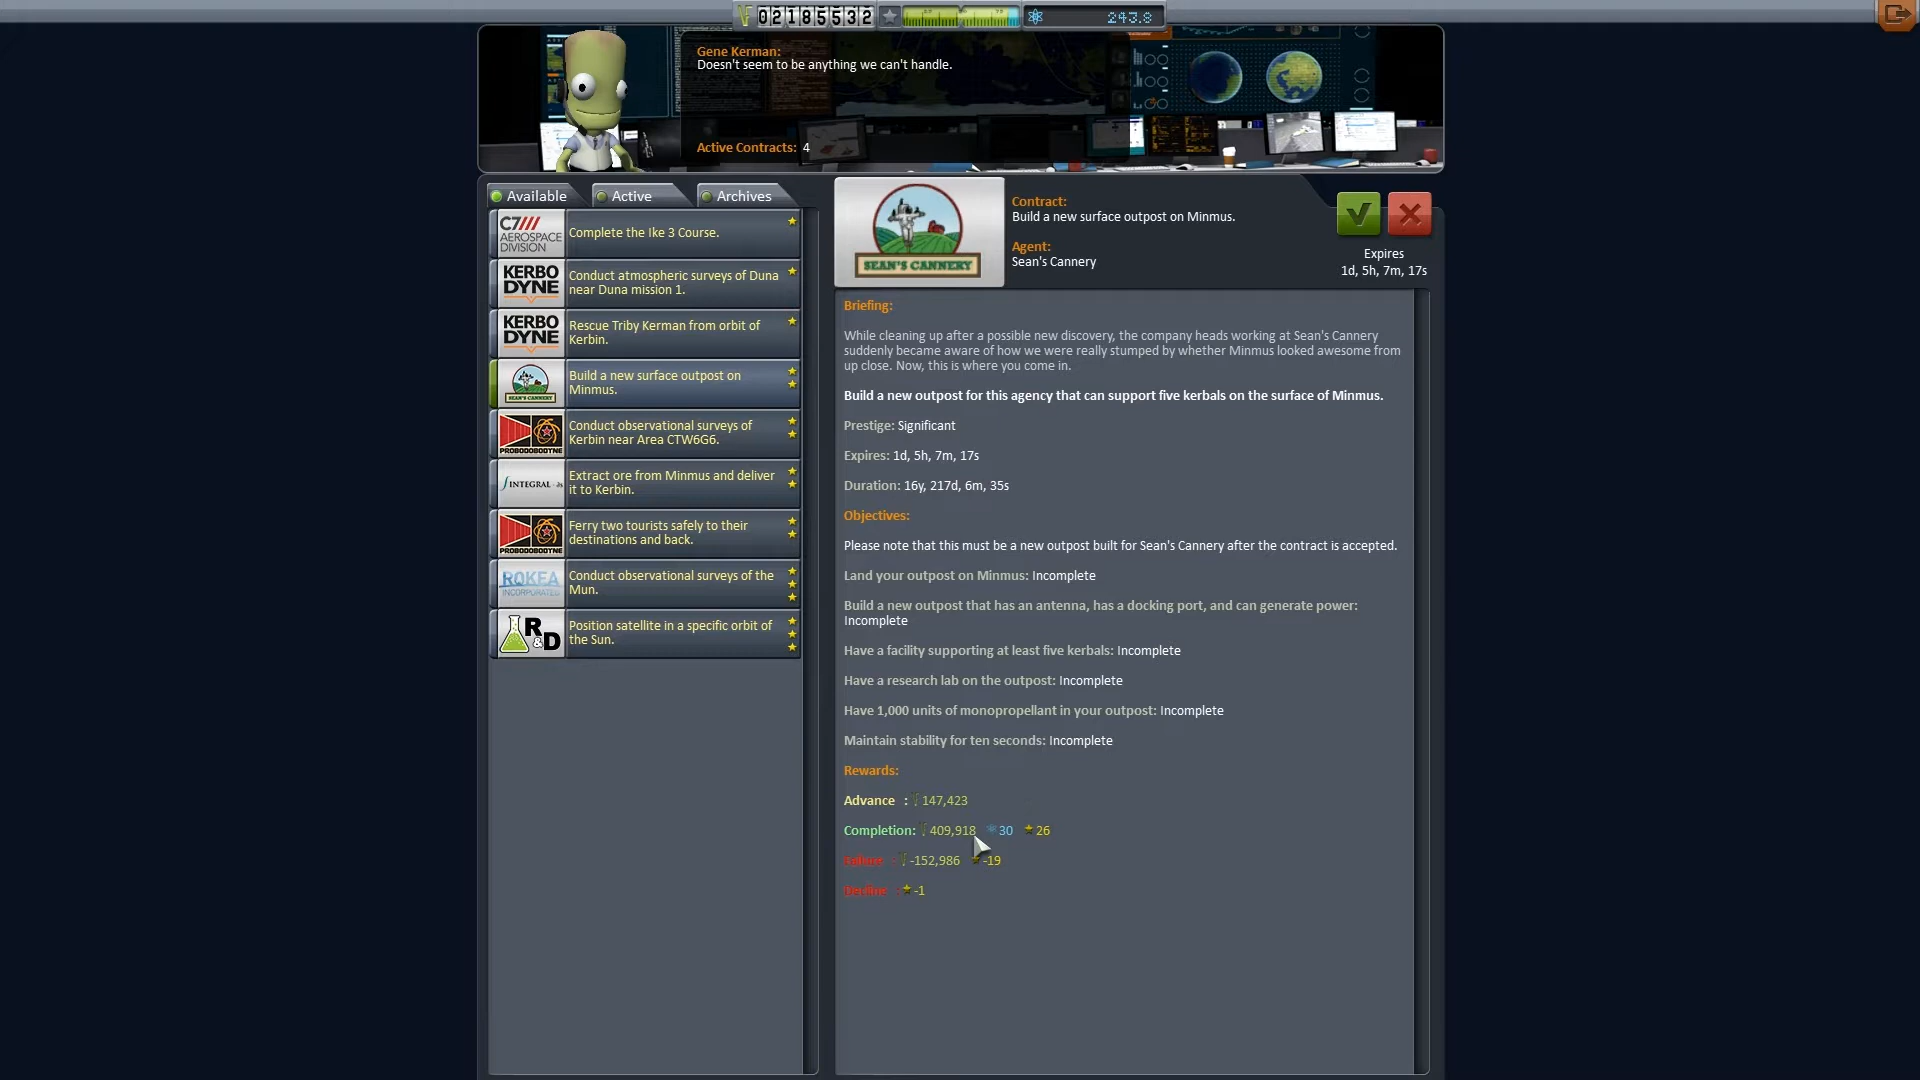 02185532
243.8
Gene Kerman:
Doesn't seem to be anything we can't handle.
Active Contracts: 4
Available
Active
Archives
C7///
AEROSPACE
DIVISION
Complete the Ike 3 Course.
KERBO
DYNE
Conduct atmospheric surveys of Duna
near Duna mission 1.
KERBO
DYNE
Rescue Triby Kerman from orbit of
Kerbin.
SEAN'S CANNERY
Build a new surface outpost on
Minmus.
PROBODOBODYNE
Conduct observational surveys of
Kerbin near Area CTW6G6.
INTEGRAL
Extract ore from Minmus and deliver
it to Kerbin.
PROBODOBODYNE
Ferry two tourists safely to their
destinations and back.
ROKEA
INCORPORATED
Conduct observational surveys of the
Mun.
R&D
Position satellite in a specific orbit of
the Sun.
SEAN'S CANNERY
Contract:
Build a new surface outpost on Minmus.
Agent:
Sean's Cannery
Expires
1d, 5h, 7m, 17s
Briefing:
While cleaning up after a possible new discovery, the company heads working at Sean's Cannery
suddenly became aware of how we were really stumped by whether Minmus looked awesome from
up close. Now, this is where you come in.
Build a new outpost for this agency that can support five kerbals on the surface of Minmus.
Prestige: Significant
Expires: 1d, 5h, 7m, 17s
Duration: 16y, 217d, 6m, 35s
Objectives:
Please note that this must be a new outpost built for Sean's Cannery after the contract is accepted.
Land your outpost on Minmus: Incomplete
Build a new outpost that has an antenna, has a docking port, and can generate power:
Incomplete
Have a facility supporting at least five kerbals: Incomplete
Have a research lab on the outpost: Incomplete
Have 1,000 units of monopropellant in your outpost: Incomplete
Maintain stability for ten seconds: Incomplete
Rewards:
Advance : 147,423
Completion: 409,918 30 26
Failure : -152,986 -19
Decline : -1